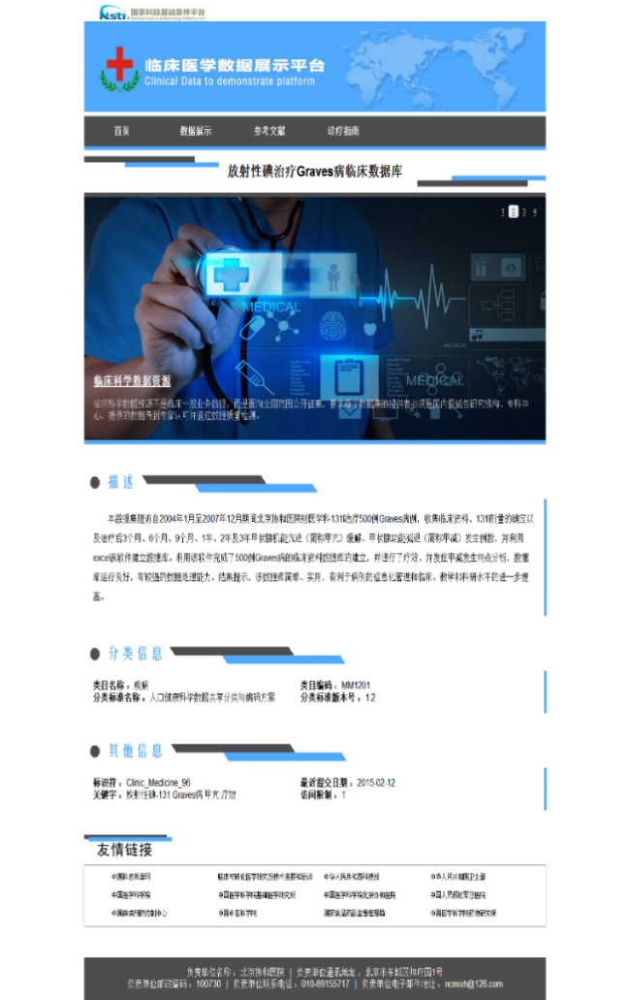 Nsti 国家科技基础条件平台
临床医学数据展示平台
Clinical Data to demonstrate platform
首页 数据展示 参考文献 诊疗指南
放射性碘治疗Graves病临床数据库
1 2 3 4
MEDICAL
MEDICAL
MEDICAL
临床科学数据资源
临床科学数据资源不是临床一般业务数据，而是面向全国范围公开征集，要求每个数据集的提供者必须是国内权威性研究机构、专科中
心，提供的数据得到专家认可并通过数据质量检测。
描述
本数据集随访自2004年1月至2007年12月期间北京协和医院核医学科-131I治疗500例Graves病例，收集临床资料、131I剂量的确定以
及治疗后3个月、6个月、9个月、1年、2年及3年甲状腺机能亢进（简称甲亢）缓解、甲状腺功能减退（简称甲减）发生例数，并利用
excel表软件建立数据库。利用该软件完成了500例Graves病的临床资料数据库的建立，并进行了疗效、并发症甲减发生特点分析。数据
库运行良好，有较强的数据处理能力。结果提示，该数据库简单、实用，有利于病例的信息化管理和临床、教学和科研水平的进一步提
高。
分类信息
类目名称：疾病 类目编码：MM1201
分类标准名称：人口健康科学数据共享分类与编码方案 分类标准版本号：1.2
其他信息
标识符：Clinic_Medicine_96 最近提交日期：2015-02-12
关键字：放射性碘-131 Graves病 甲亢 疗效 访问限制：1
友情链接
中国科技共享网 临床与转化医学研究及技术进展和培训 中华人民共和国科技部 中华人民共和国卫生部
中国医学科学院 中国医学科学院基础医学研究所 中国医学科学院北京协和医院 中国人民解放军总医院
中国疾病预防控制中心 中国中医科学院 国家食品药品监督管理局 中国医学科学院药物研究所
负责单位名称：北京协和医院 | 负责单位通讯地址：北京市东城区帅府园1号
负责单位邮政编码：100730 | 负责单位联系电话：010-69155717 | 负责单位电子邮件地址：ncmixh@126.com